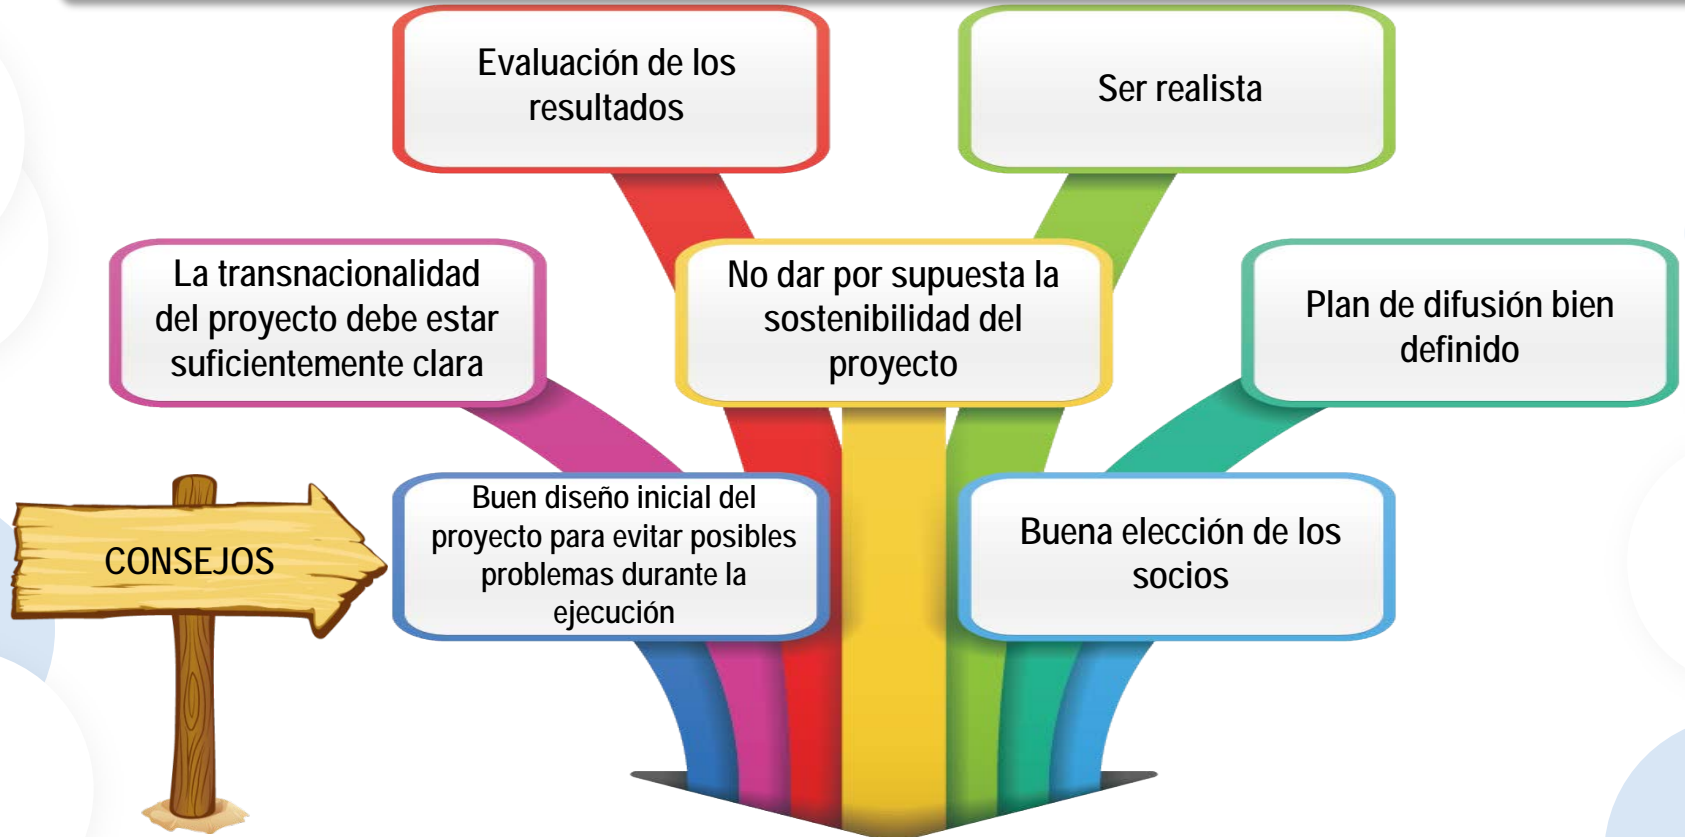 Evaluación de los
resultados
Ser realista
La transnacionalidad
del proyecto debe estar
suficientemente clara
No dar por supuesta la
sostenibilidad del
proyecto
Plan de difusión bien
definido
CONSEJOS
Buen diseño inicial del
proyecto para evitar posibles
problemas durante la
ejecución
Buena elección de los
socios